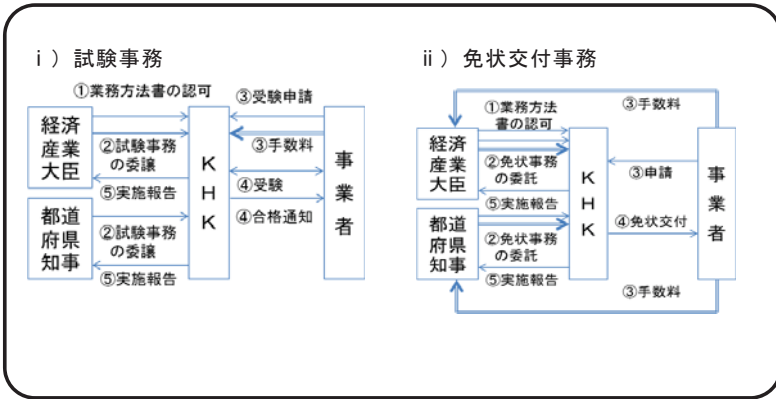 ⅰ）試験事務
①業務方法書の認可
③受験申請
経済
産業
大臣
②試験事務
の委譲
⑤実施報告
都道
府県
知事
②試験事務
の委譲
⑤実施報告
K
H
K
③手数料
④受験
④合格通知
事
業
者
ⅱ）免状交付事務
③手数料
①業務方法
書の認可
経済
産業
大臣
②免状事務
の委託
⑤実施報告
都道
府県
知事
②免状事務
の委託
⑤実施報告
K
H
K
③申請
④免状交付
事
業
者
③手数料